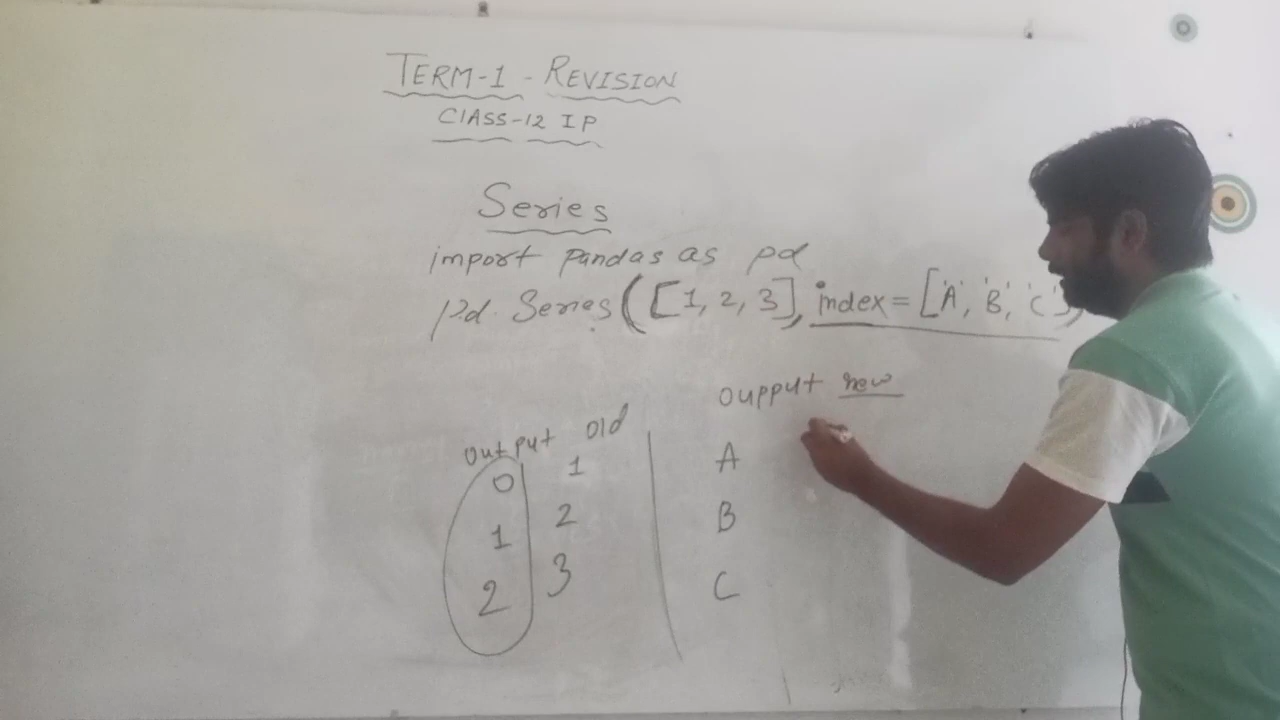 TERM-1 - REVISION
CLASS-12 IP
Series
import Pandas as pd
Pd. Series ([1, 2, 3], index = ['A', 'B', 'C'])
output old
0 1
1 2
2 3
oupput new
A
B
C